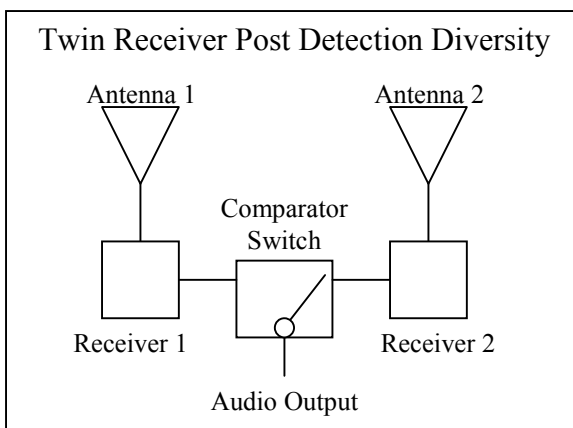 Twin Receiver Post Detection Diversity
Antenna 1
Antenna 2
Comparator
Switch
Receiver 1
Receiver 2
Audio Output